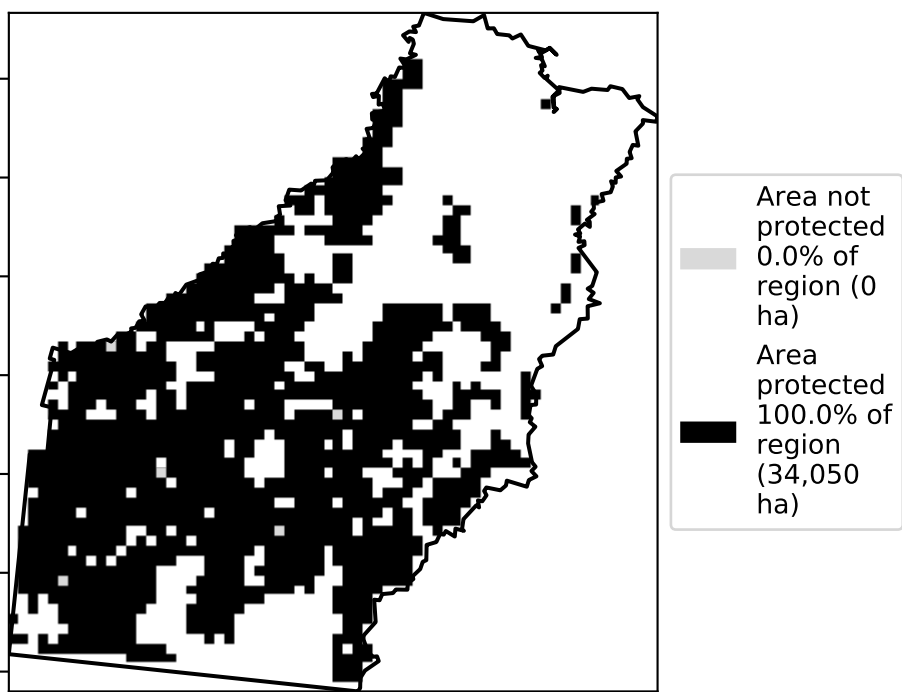 Area not
protected
0.0% of
region (0
ha)
Area
protected
100.0% of
region
(34,050
ha)